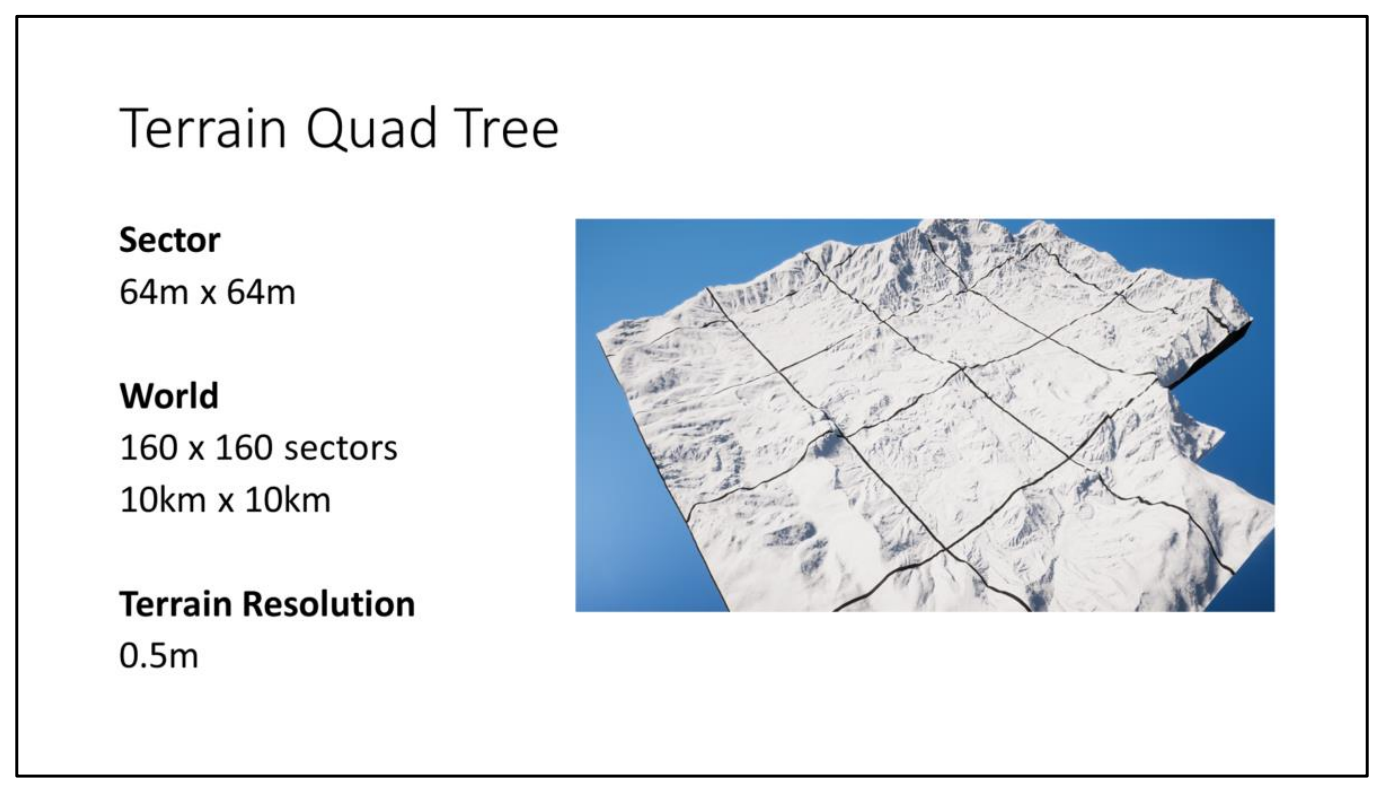 Terrain Quad Tree
Sector
64m x 64m
World
160 x 160 sectors
10km x 10km
Terrain Resolution
0.5m